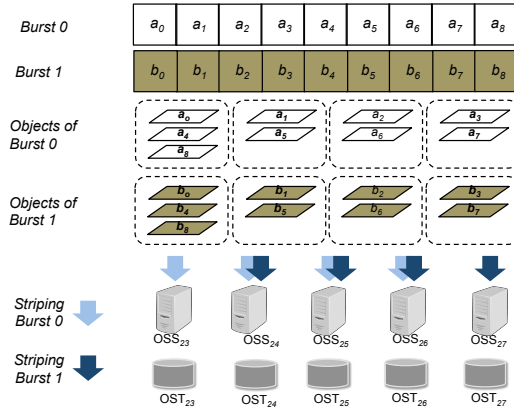 Burst 0 a0 a1 a2 a3 a4 a5 a6 a7 a8
Burst 1 b0 b1 b2 b3 b4 b5 b6 b7 b8
Objects of
Burst 0
ao a1 a2 a3
a4 a5 a6 a7
a8
Objects of
Burst 1
bo b1 b2 b3
b4 b5 b6 b7
b8
Striping
Burst 0
OSS23 OSS24 OSS25 OSS26 OSS27
Striping
Burst 1
OST23 OST24 OST25 OST26 OST27